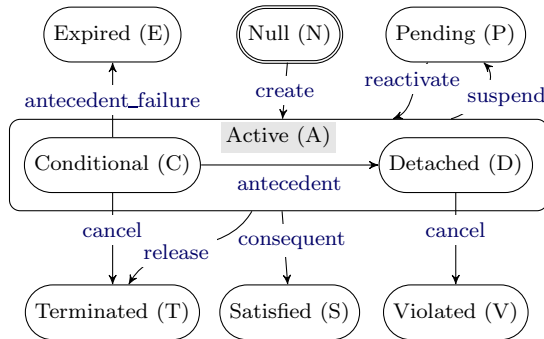 Expired (E)
Null (N)
Pending (P)
antecedent_failure
create
reactivate
suspend
Active (A)
Conditional (C)
antecedent
Detached (D)
cancel
release
consequent
cancel
Terminated (T)
Satisfied (S)
Violated (V)